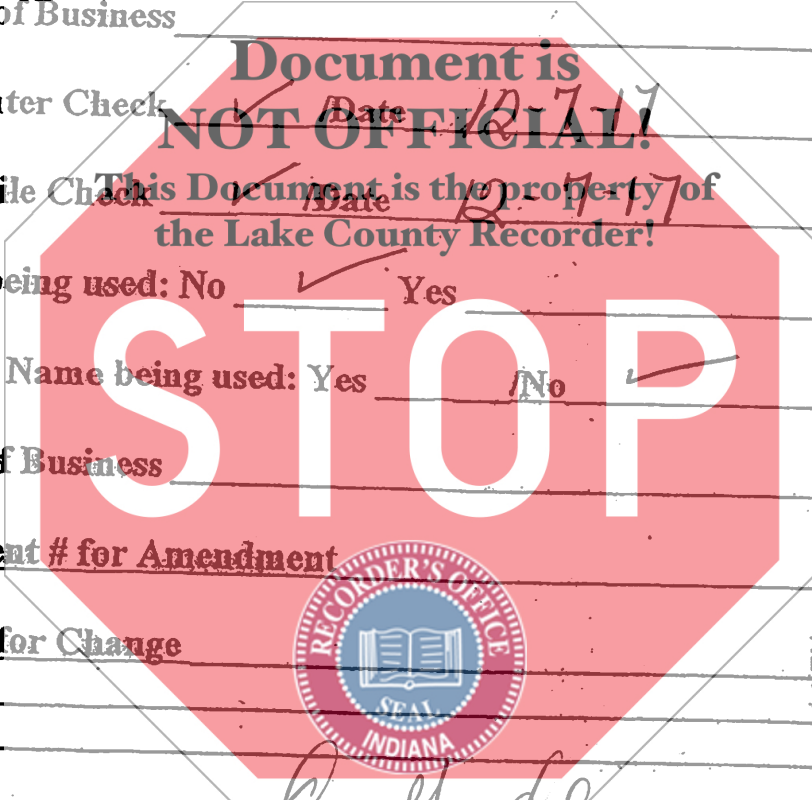 of Business
Document is
ter Check ✓ /Date 12-7-17
NOT OFFICIAL!
ile Check ✓ /Date 12-7-17
This Document is the property of
the Lake County Recorder!
eing used: No ✓ Yes
STOP
Name being used: Yes /No ✓
f Business
nt # for Amendment
for Change
RECORDER'S OFFICE
SEAL
INDIANA